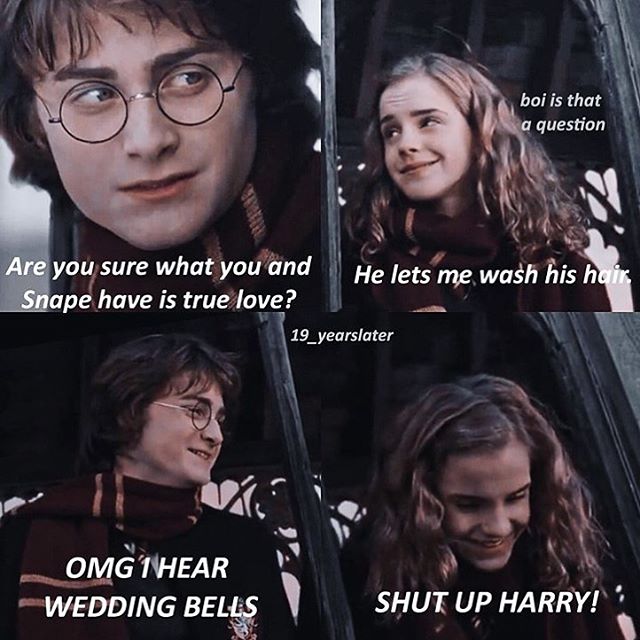 boi is that
a question
Are you sure what you and
Snape have is true love?
He lets me wash his hair.
19_yearslater
OMG I HEAR
WEDDING BELLS
SHUT UP HARRY!